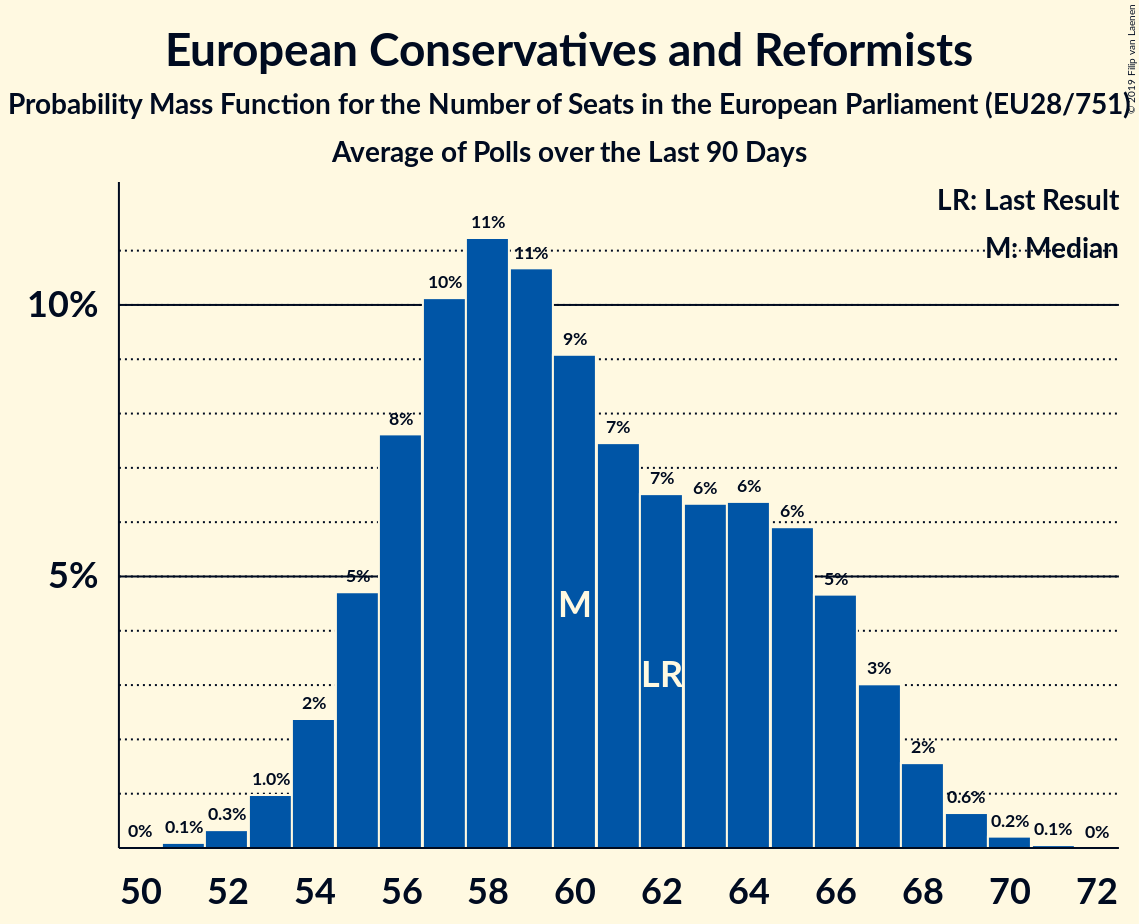 European Conservatives and Reformists
Probability Mass Function for the Number of Seats in the European Parliament (EU28/751)
Average of Polls over the Last 90 Days
© 2019 Filip van Laenen
LR: Last Result
M: Median
10%
5%
0%
0.1%
0.3%
1.0%
2%
5%
8%
10%
11%
11%
9%
7%
7%
6%
6%
6%
5%
3%
2%
0.6%
0.2%
0.1%
0%
M
LR
50 52 54 56 58 60 62 64 66 68 70 72